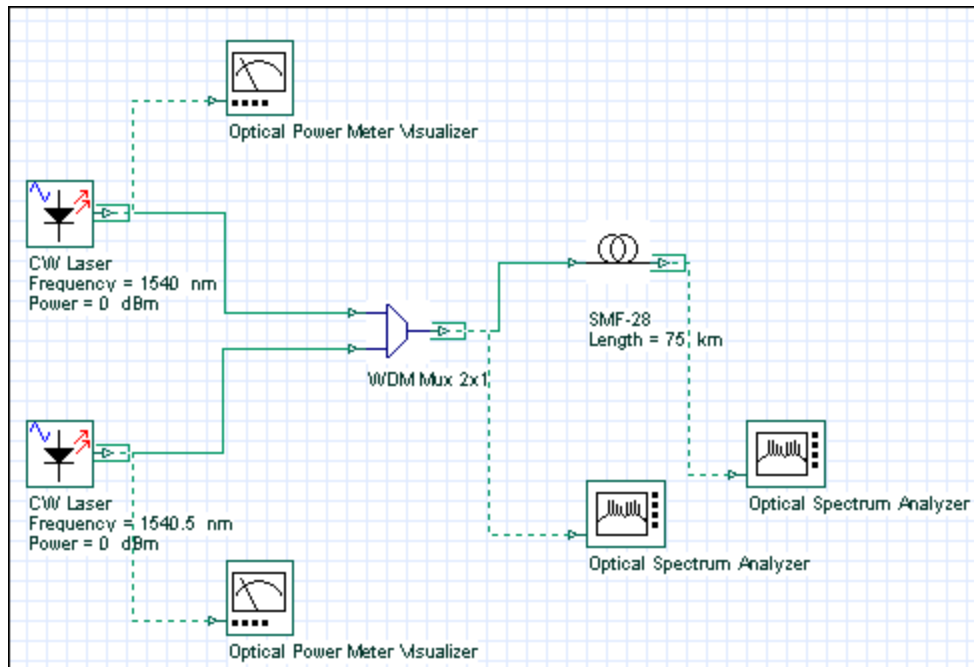 Optical Power Meter Visualizer
CW Laser
Frequency = 1540 nm
Power = 0 dBm
SMF-28
Length = 75 km
WDM Mux 2x1
CW Laser
Frequency = 1540.5 nm
Power = 0 dBm
Optical Spectrum Analyzer
Optical Spectrum Analyzer
Optical Power Meter Visualizer